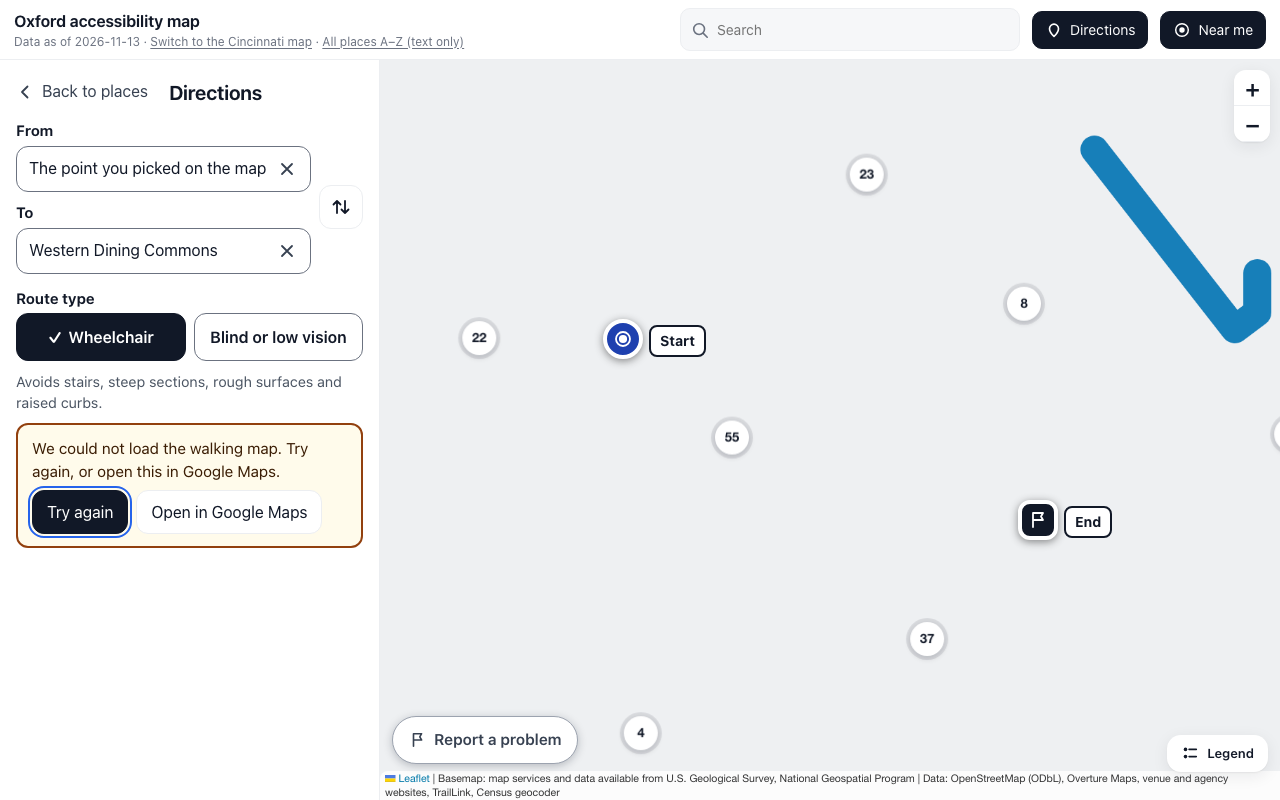 Oxford accessibility map
Data as of 2026-11-13 · Switch to the Cincinnati map · All places A–Z (text only)
Search
Directions
Near me
Back to places
Directions
From
The point you picked on the map
To
Western Dining Commons
Route type
Wheelchair
Blind or low vision
Avoids stairs, steep sections, rough surfaces and
raised curbs.
We could not load the walking map. Try
again, or open this in Google Maps.
Try again
Open in Google Maps
+
−
23
8
22
Start
55
End
37
4
Report a problem
Legend
Leaflet | Basemap: map services and data available from U.S. Geological Survey, National Geospatial Program | Data: OpenStreetMap (ODbL), Overture Maps, venue and agency
websites, TrailLink, Census geocoder